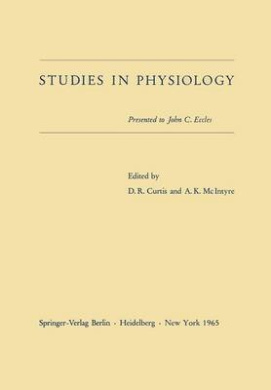 STUDIES IN PHYSIOLOGY
Presented to John C. Eccles
Edited by
D. R. Curtis and A. K. McIntyre
Springer-Verlag Berlin · Heidelberg · New York 1965